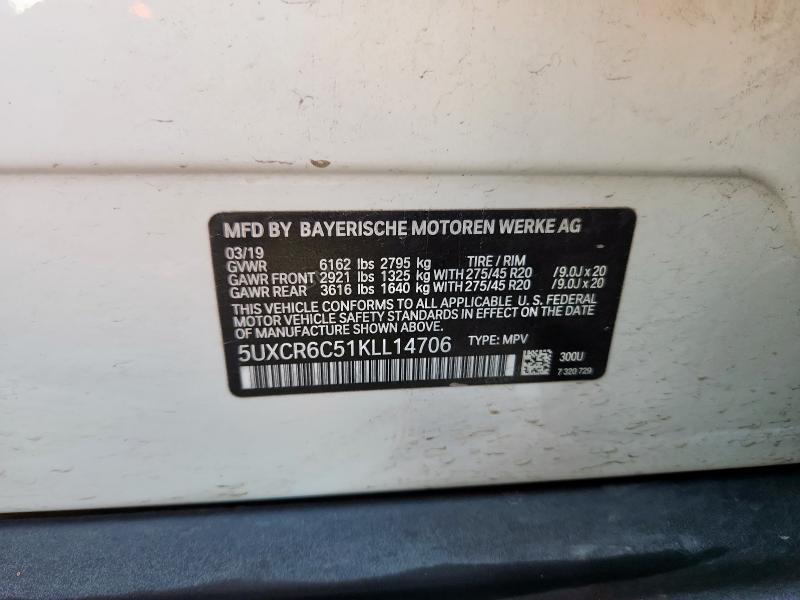 MFD BY BAYERISCHE MOTOREN WERKE AG
03/19
GVWR 6162 lbs 2795 kg TIRE / RIM
GAWR FRONT 2921 lbs 1325 kg WITH 275/45 R20 /9.0J x 20
GAWR REAR 3616 lbs 1640 kg WITH 275/45 R20 /9.0J x 20
THIS VEHICLE CONFORMS TO ALL APPLICABLE U. S. FEDERAL
MOTOR VEHICLE SAFETY STANDARDS IN EFFECT ON THE DATE
OF MANUFACTURE SHOWN ABOVE.
5UXCR6C51KLL14706 TYPE: MPV
300U
7 320 729